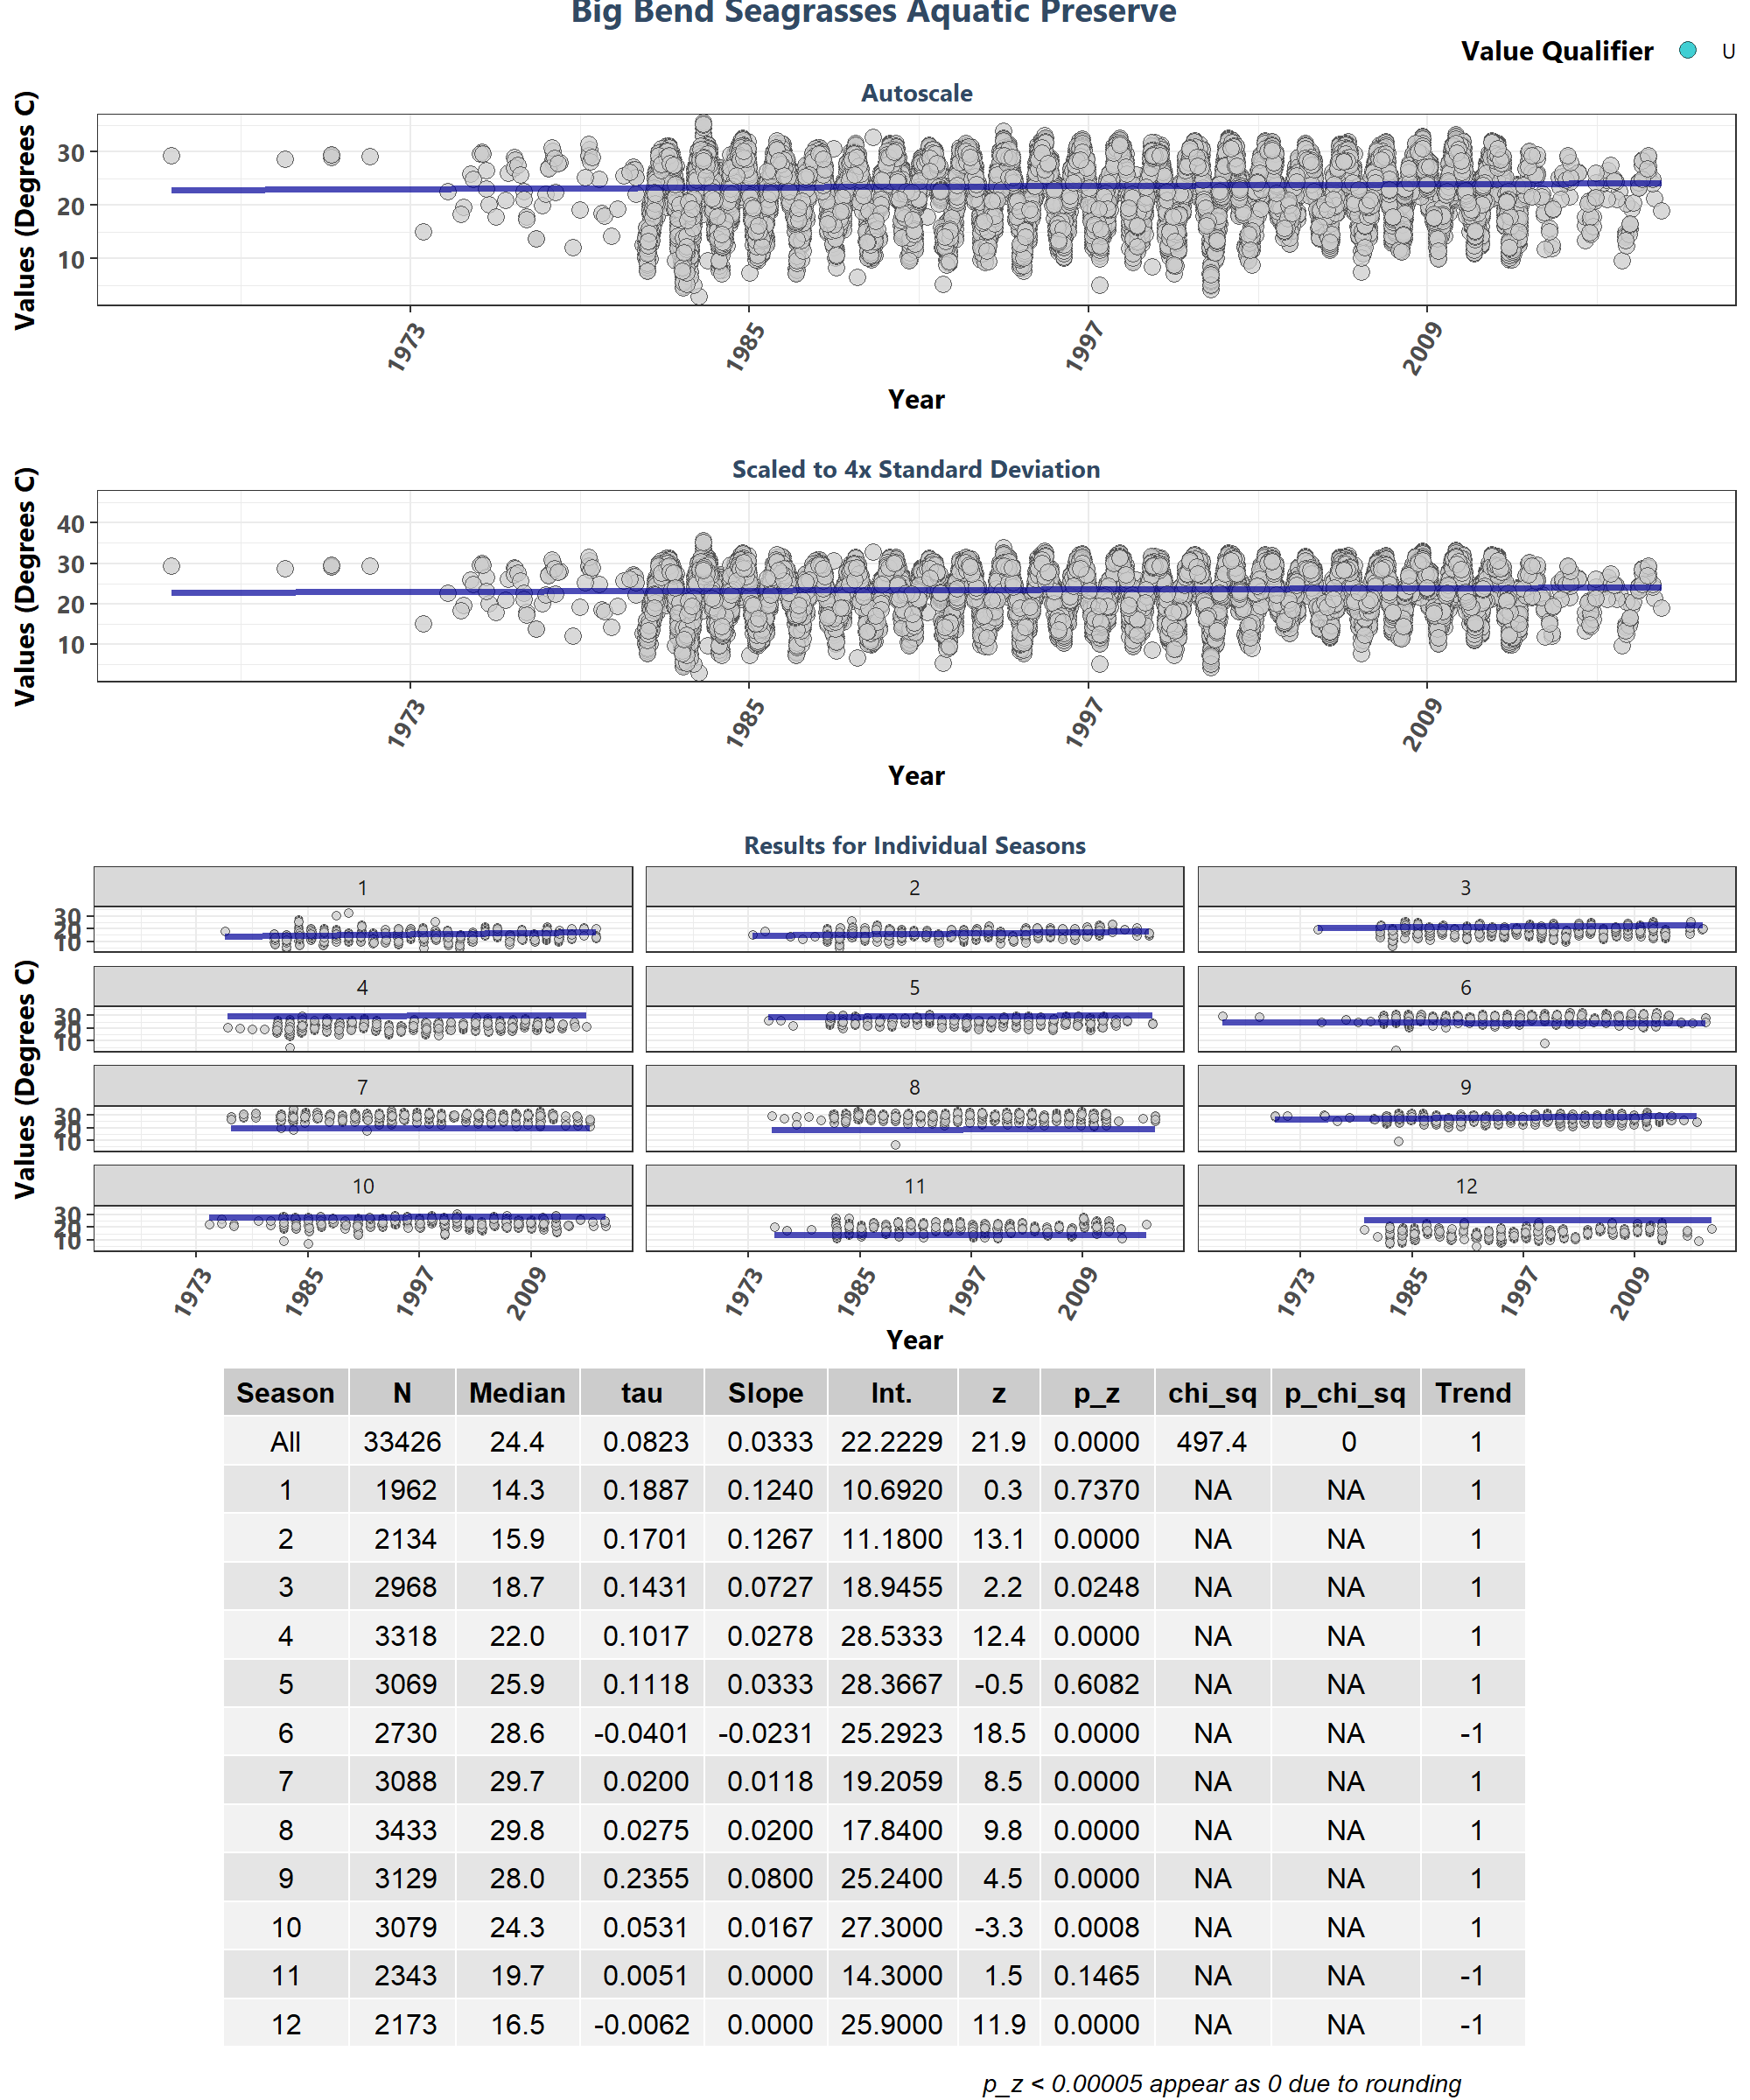 Big Bend Seagrasses Aquatic Preserve
Value Qualifier U
Autoscale
Values (Degrees C)
30
20
10
1973 1985 1997 2009
Year
Scaled to 4x Standard Deviation
Values (Degrees C)
40
30
20
10
1973 1985 1997 2009
Year
Results for Individual Seasons
Values (Degrees C)
1 2 3
30
20
10
4 5 6
30
20
10
7 8 9
30
20
10
10 11 12
30
20
10
1973 1985 1997 2009 1973 1985 1997 2009 1973 1985 1997 2009
Year
Season N Median tau Slope Int. z p_z chi_sq p_chi_sq Trend
All 33426 24.4 0.0823 0.0333 22.2229 21.9 0.0000 497.4 0 1
1 1962 14.3 0.1887 0.1240 10.6920 0.3 0.7370 NA NA 1
2 2134 15.9 0.1701 0.1267 11.1800 13.1 0.0000 NA NA 1
3 2968 18.7 0.1431 0.0727 18.9455 2.2 0.0248 NA NA 1
4 3318 22.0 0.1017 0.0278 28.5333 12.4 0.0000 NA NA 1
5 3069 25.9 0.1118 0.0333 28.3667 -0.5 0.6082 NA NA 1
6 2730 28.6 -0.0401 -0.0231 25.2923 18.5 0.0000 NA NA -1
7 3088 29.7 0.0200 0.0118 19.2059 8.5 0.0000 NA NA 1
8 3433 29.8 0.0275 0.0200 17.8400 9.8 0.0000 NA NA 1
9 3129 28.0 0.2355 0.0800 25.2400 4.5 0.0000 NA NA 1
10 3079 24.3 0.0531 0.0167 27.3000 -3.3 0.0008 NA NA 1
11 2343 19.7 0.0051 0.0000 14.3000 1.5 0.1465 NA NA -1
12 2173 16.5 -0.0062 0.0000 25.9000 11.9 0.0000 NA NA -1
p_z < 0.00005 appear as 0 due to rounding